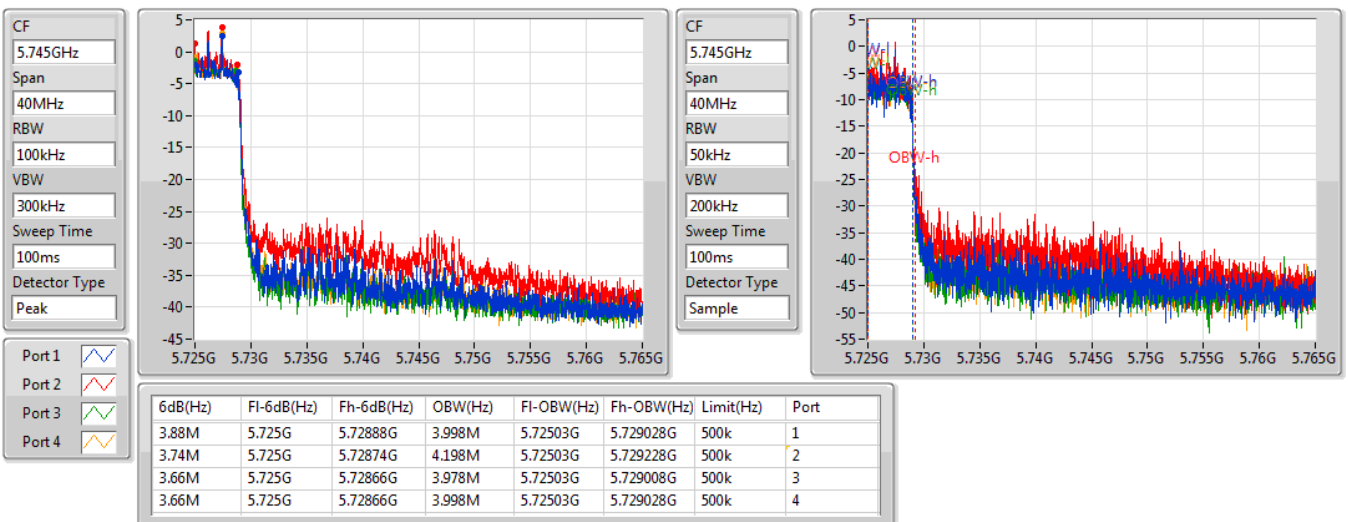 CF
5.745GHz
Span
40MHz
RBW
100kHz
VBW
300kHz
Sweep Time
100ms
Detector Type
Peak
5
0
-5
-10
-15
-20
-25
-30
-35
-40
-45
5.725G 5.73G 5.735G 5.74G 5.745G 5.75G 5.755G 5.76G 5.765G
CF
5.745GHz
Span
40MHz
RBW
50kHz
VBW
200kHz
Sweep Time
100ms
Detector Type
Sample
5
0
-5
-10
-15
-20
-25
-30
-35
-40
-45
-50
-55
OBW-h
5.725G 5.73G 5.735G 5.74G 5.745G 5.75G 5.755G 5.76G 5.765G
Port 1
Port 2
Port 3
Port 4
6dB(Hz) Fl-6dB(Hz) Fh-6dB(Hz) OBW(Hz) Fl-OBW(Hz) Fh-OBW(Hz) Limit(Hz) Port
3.88M 5.725G 5.72888G 3.998M 5.72503G 5.729028G 500k 1
3.74M 5.725G 5.72874G 4.198M 5.72503G 5.729228G 500k 2
3.66M 5.725G 5.72866G 3.978M 5.72503G 5.729008G 500k 3
3.66M 5.725G 5.72866G 3.998M 5.72503G 5.729028G 500k 4